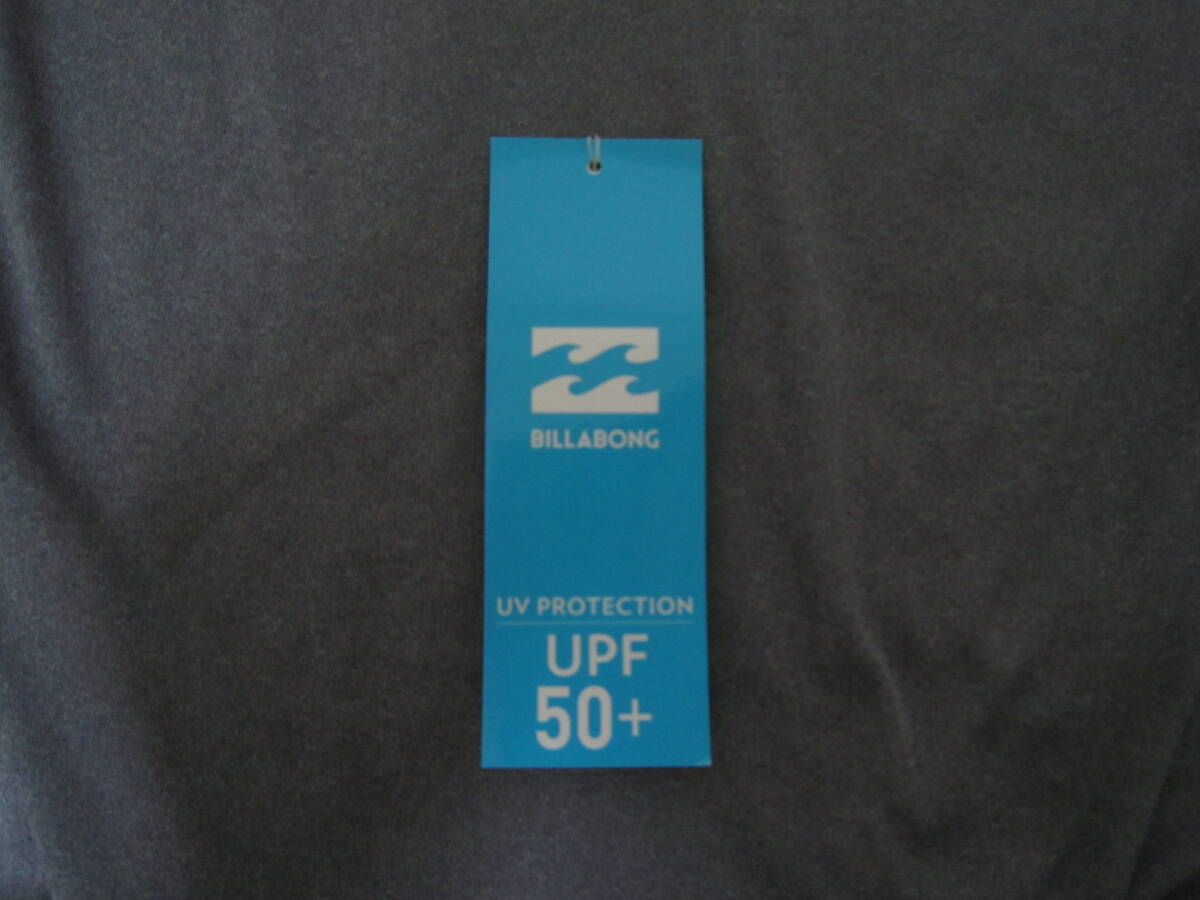 BILLABONG
UV PROTECTION
UPF
50+